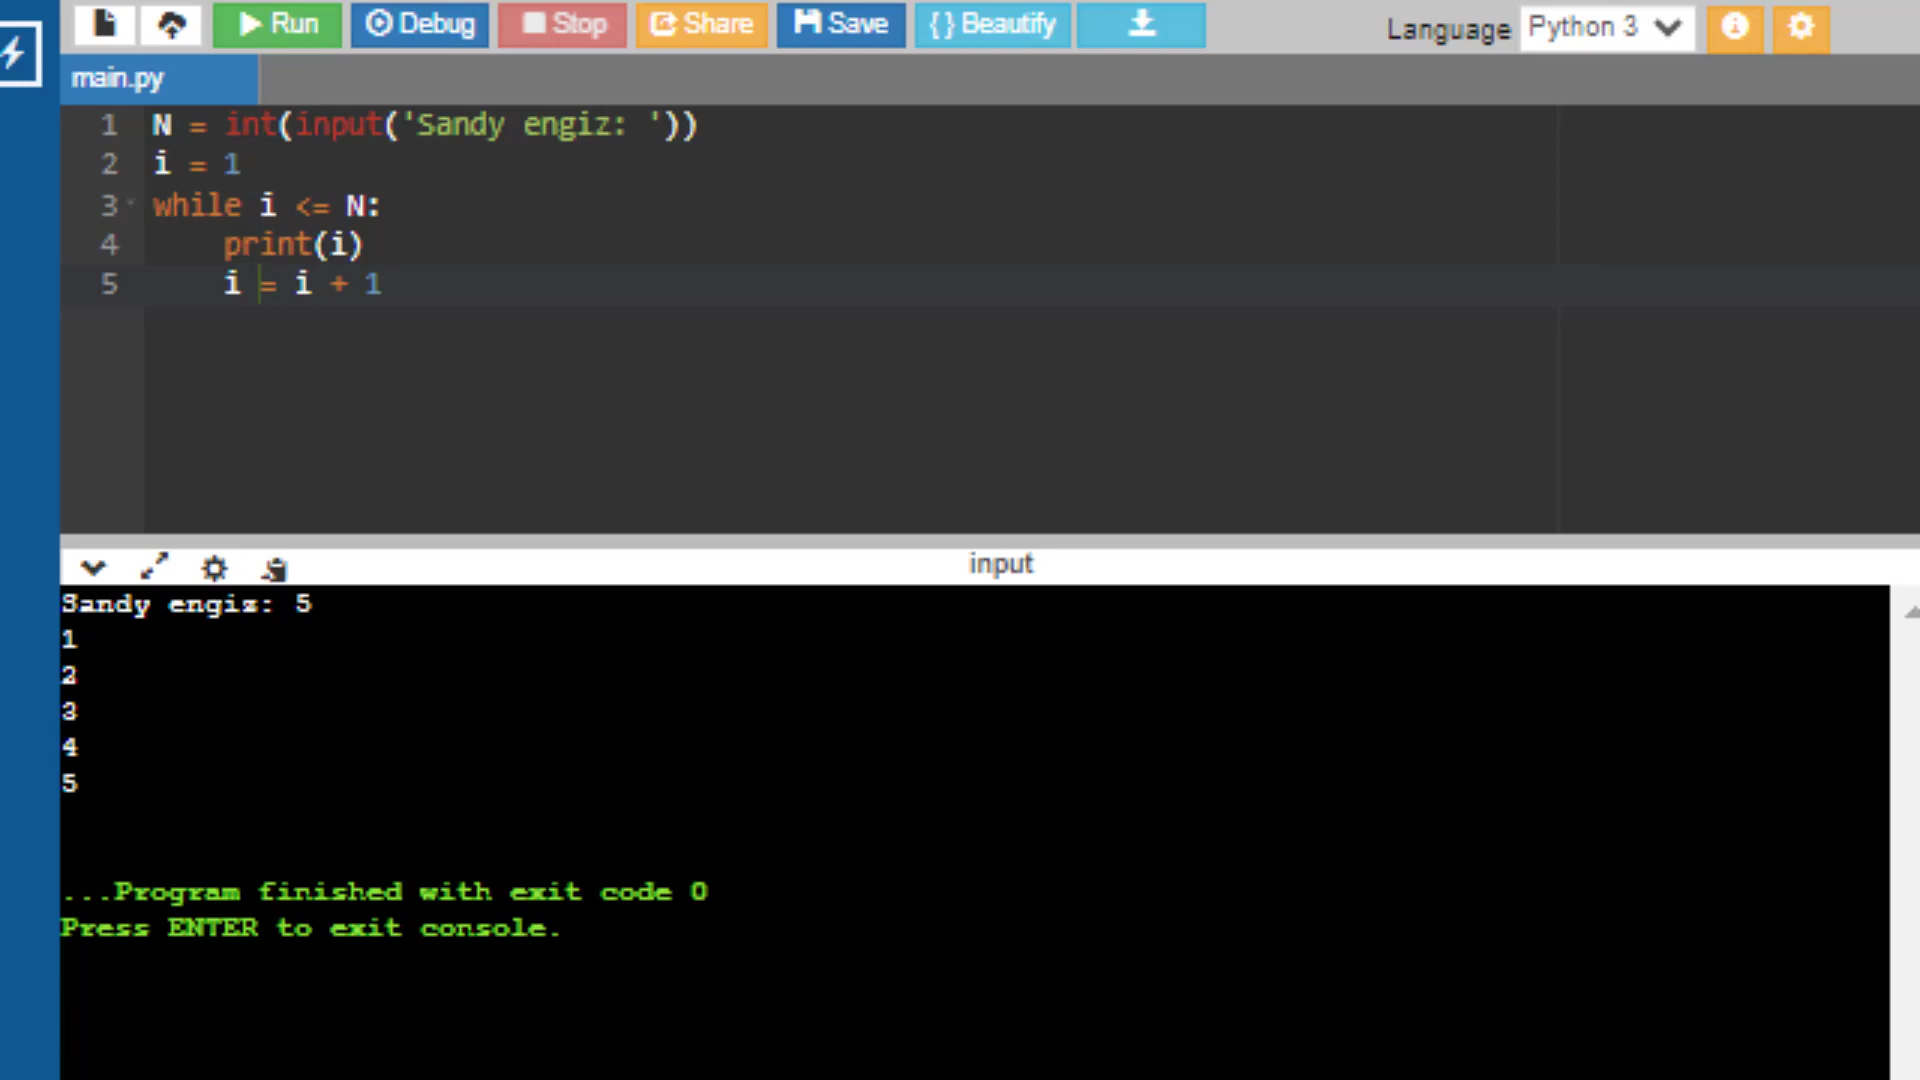 Run Debug Stop Share Save { } Beautify Language Python 3
main.py
1 N = int(input('Sandy engiz: '))
2 i = 1
3 while i <= N:
4     print(i)
5     i = i + 1
input
Sandy engiz: 5
1
2
3
4
5
...Program finished with exit code 0
Press ENTER to exit console.